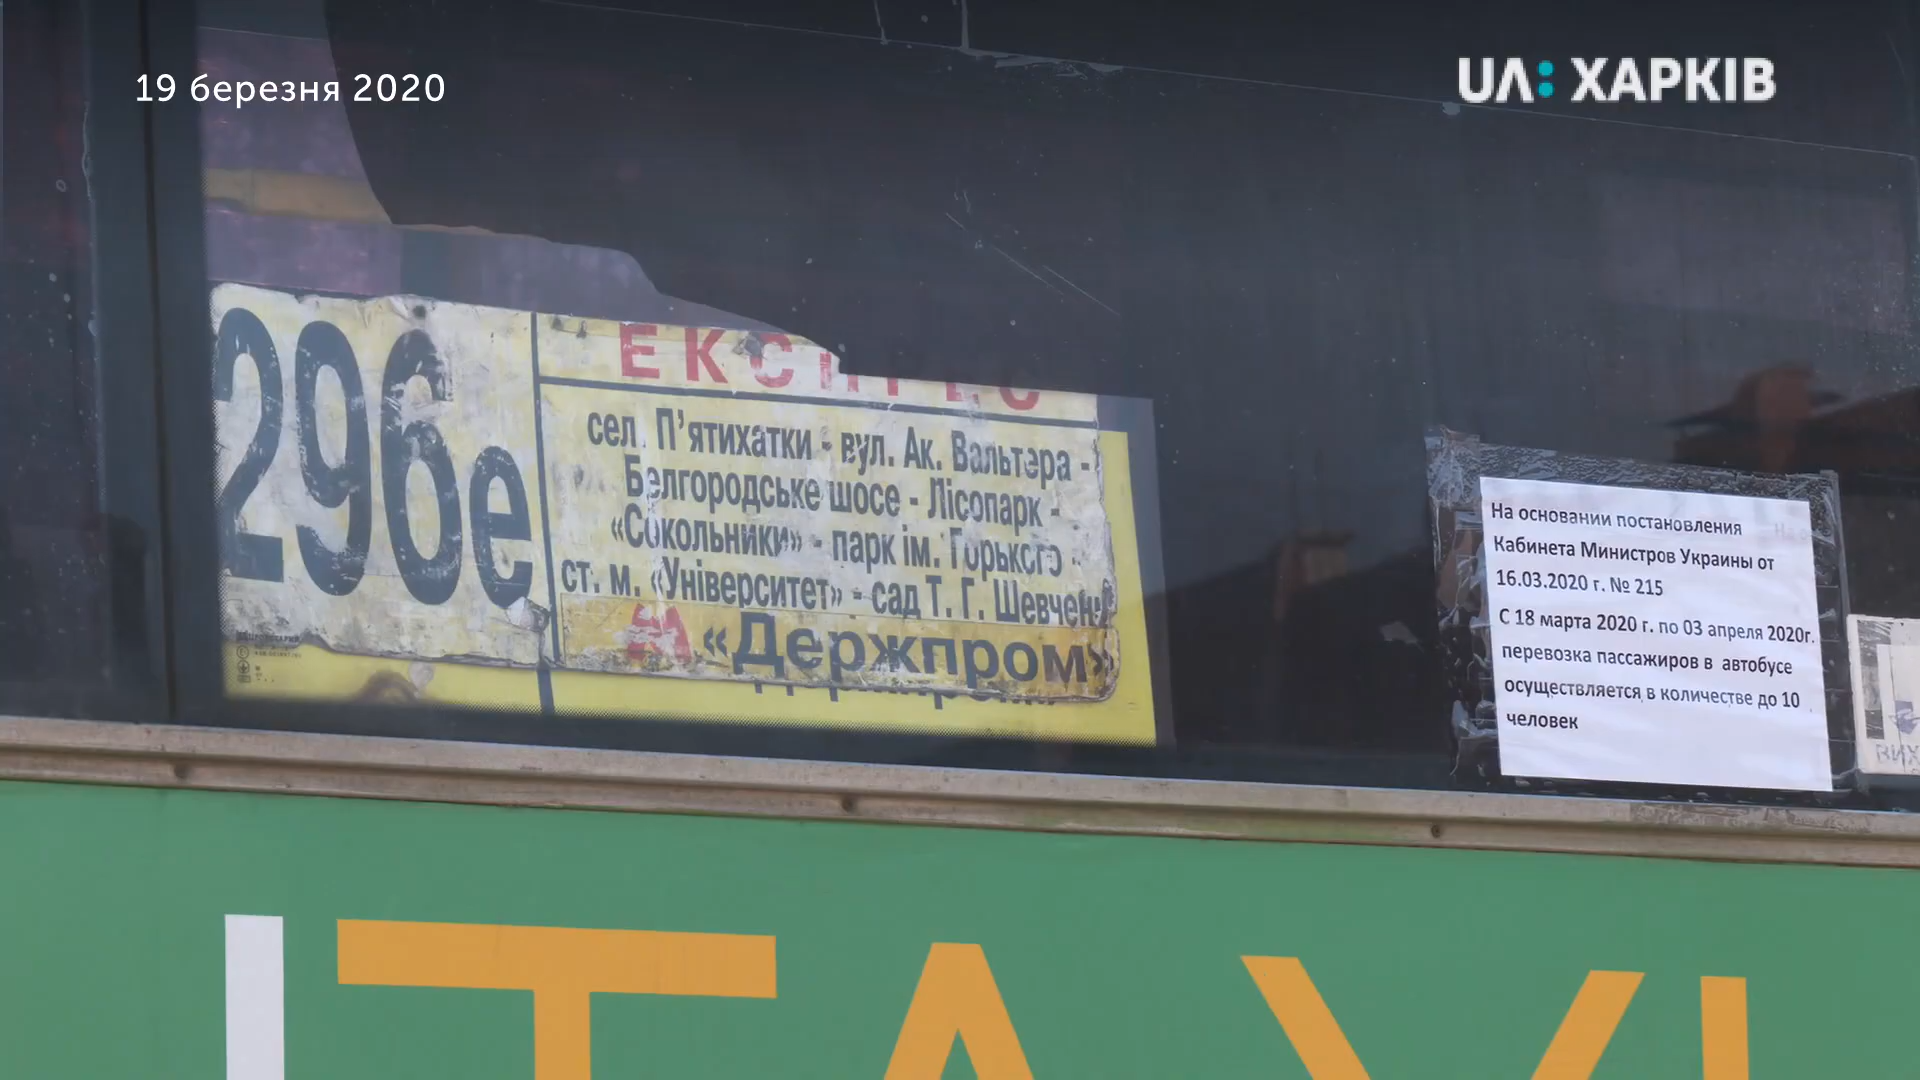 19 березня 2020
UA: ХАРКІВ
296е
ЕКСПРЕС
сел. П'ятихатки - вул. Ак. Вальтера -
Бєлгородське шосе - Лісопарк -
«Сокольники» - парк ім. Горького -
ст. м. «Університет» - сад Т. Г. Шевченка
«Держпром»
На основании постановления
Кабинета Министров Украины от
16.03.2020 г. № 215
С 18 марта 2020 г. по 03 апреля 2020г.
перевозка пассажиров в автобусе
осуществляется в количестве до 10
человек